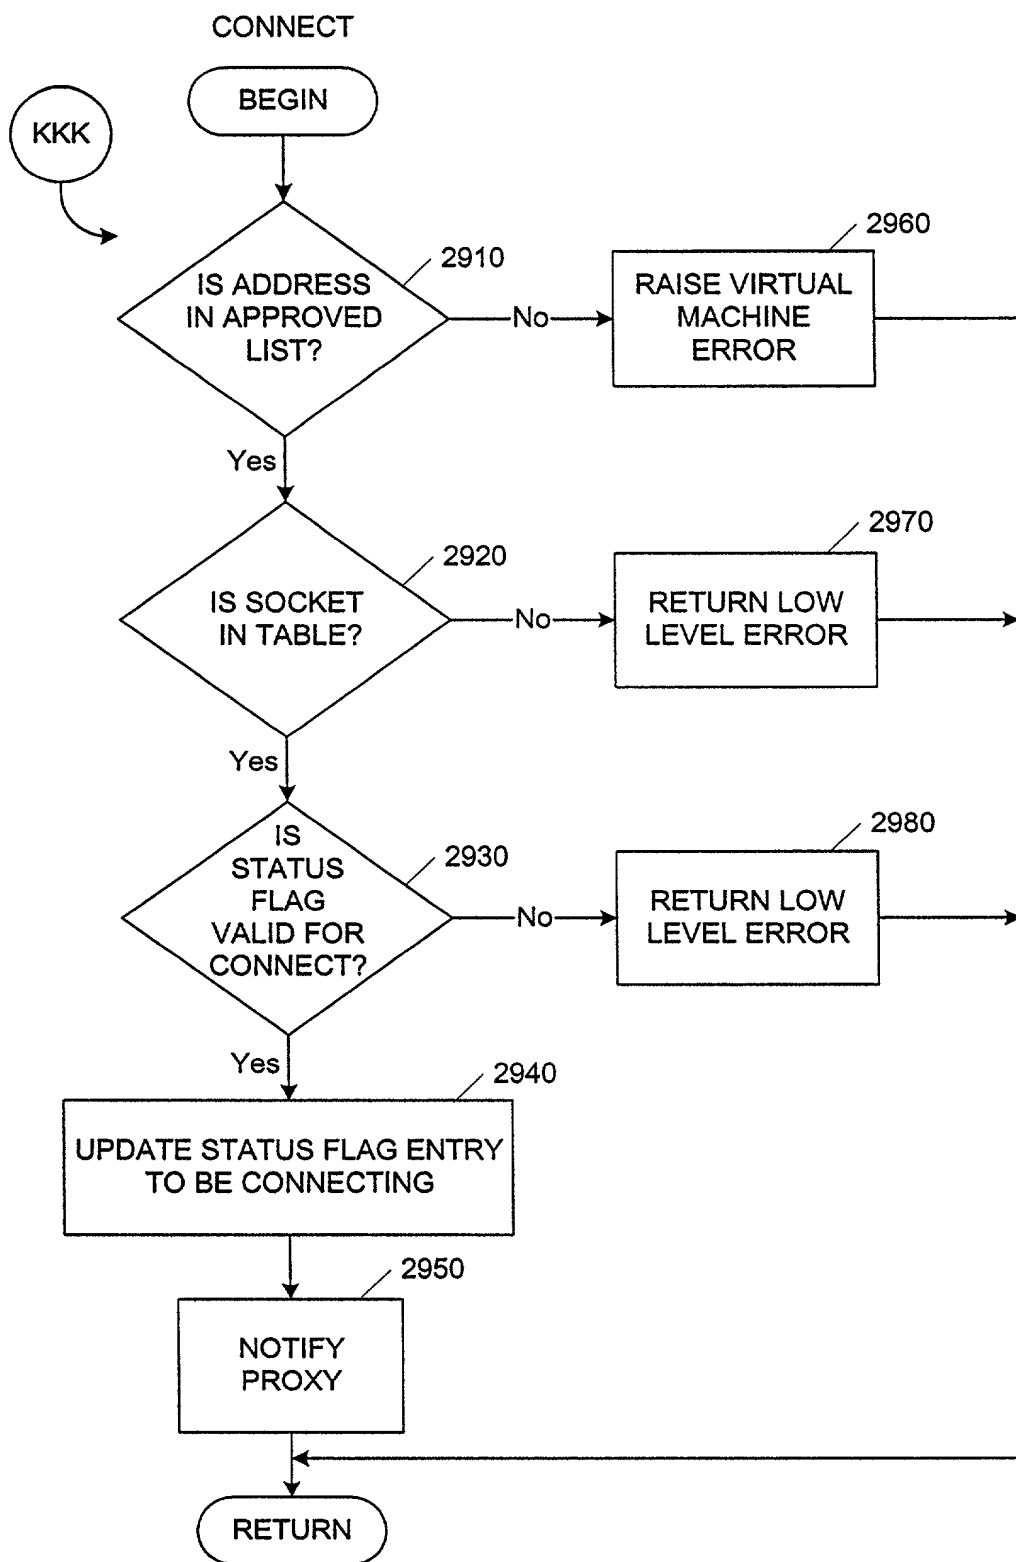 CONNECT
BEGIN
KKK
IS ADDRESS
IN APPROVED
LIST?
2910
No
2960
RAISE VIRTUAL
MACHINE
ERROR
Yes
IS SOCKET
IN TABLE?
2920
No
2970
RETURN LOW
LEVEL ERROR
Yes
IS
STATUS
FLAG
VALID FOR
CONNECT?
2930
No
2980
RETURN LOW
LEVEL ERROR
Yes
2940
UPDATE STATUS FLAG ENTRY
TO BE CONNECTING
2950
NOTIFY
PROXY
RETURN